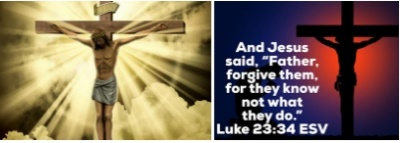 And Jesus
said, "Father,
forgive them,
for they know
not what
they do."
Luke 23:34 ESV